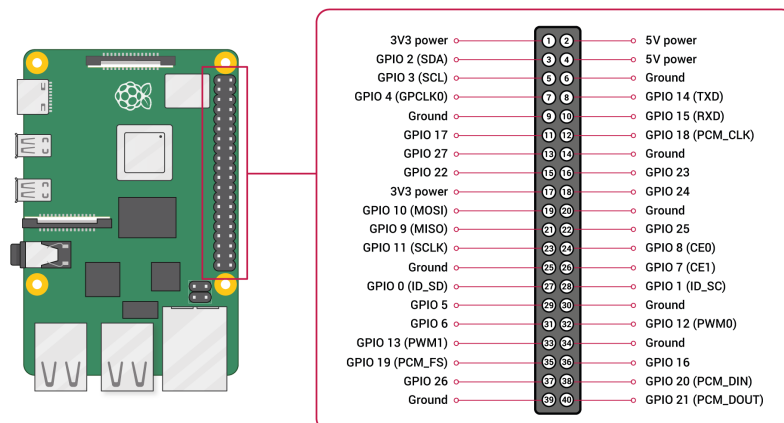 3V3 power 1 2 5V power
GPIO 2 (SDA) 3 4 5V power
GPIO 3 (SCL) 5 6 Ground
GPIO 4 (GPCLK0) 7 8 GPIO 14 (TXD)
Ground 9 10 GPIO 15 (RXD)
GPIO 17 11 12 GPIO 18 (PCM_CLK)
GPIO 27 13 14 Ground
GPIO 22 15 16 GPIO 23
3V3 power 17 18 GPIO 24
GPIO 10 (MOSI) 19 20 Ground
GPIO 9 (MISO) 21 22 GPIO 25
GPIO 11 (SCLK) 23 24 GPIO 8 (CE0)
Ground 25 26 GPIO 7 (CE1)
GPIO 0 (ID_SD) 27 28 GPIO 1 (ID_SC)
GPIO 5 29 30 Ground
GPIO 6 31 32 GPIO 12 (PWM0)
GPIO 13 (PWM1) 33 34 Ground
GPIO 19 (PCM_FS) 35 36 GPIO 16
GPIO 26 37 38 GPIO 20 (PCM_DIN)
Ground 39 40 GPIO 21 (PCM_DOUT)